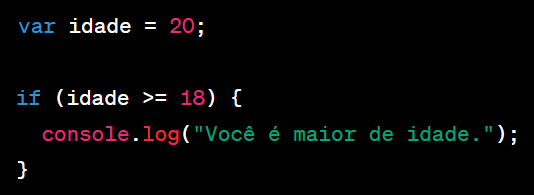 var idade = 20;

if (idade >= 18) {
  console.log("Você é maior de idade.");
}